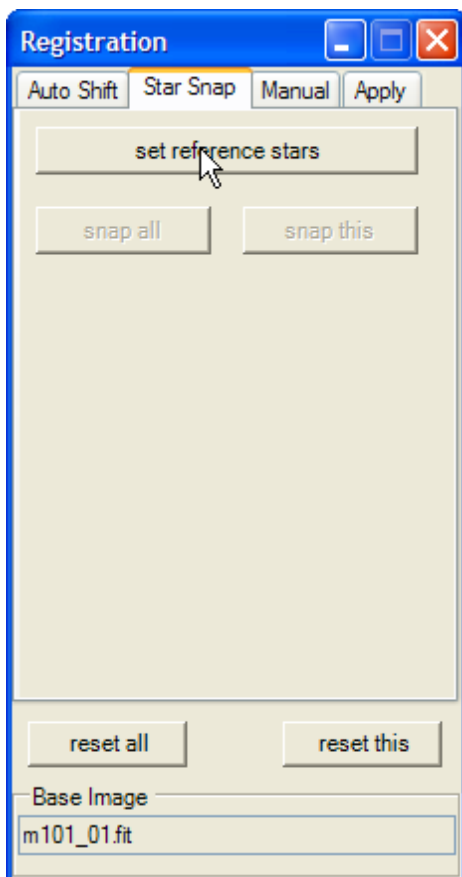 Registration
Auto Shift Star Snap Manual Apply
set reference stars
snap all snap this
reset all reset this
Base Image
m101_01.fit